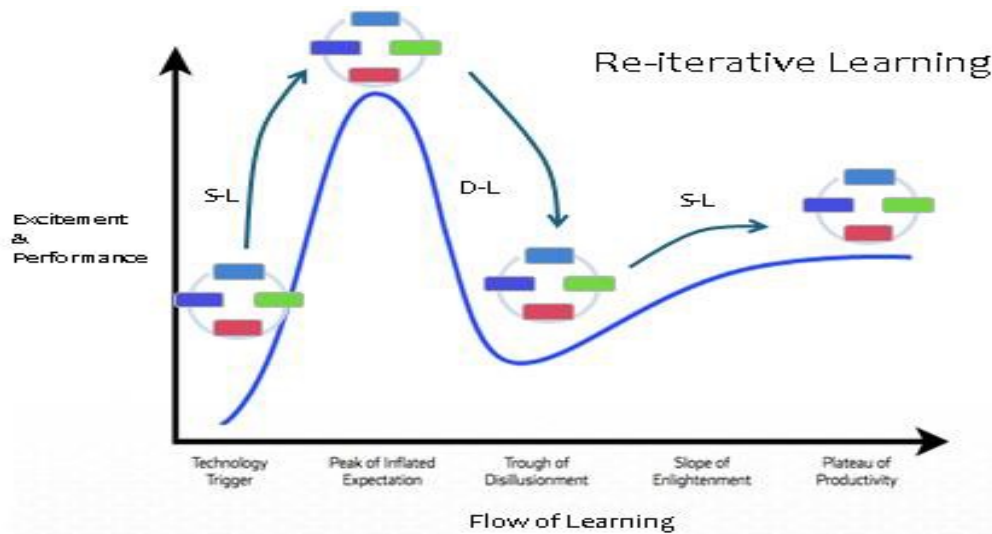 Re-iterative Learning
S-L
D-L
S-L
Excitement
&
Performance
Technology
Trigger
Peak of Inflated
Expectation
Trough of
Disillusionment
Slope of
Enlightenment
Plateau of
Productivity
Flow of Learning